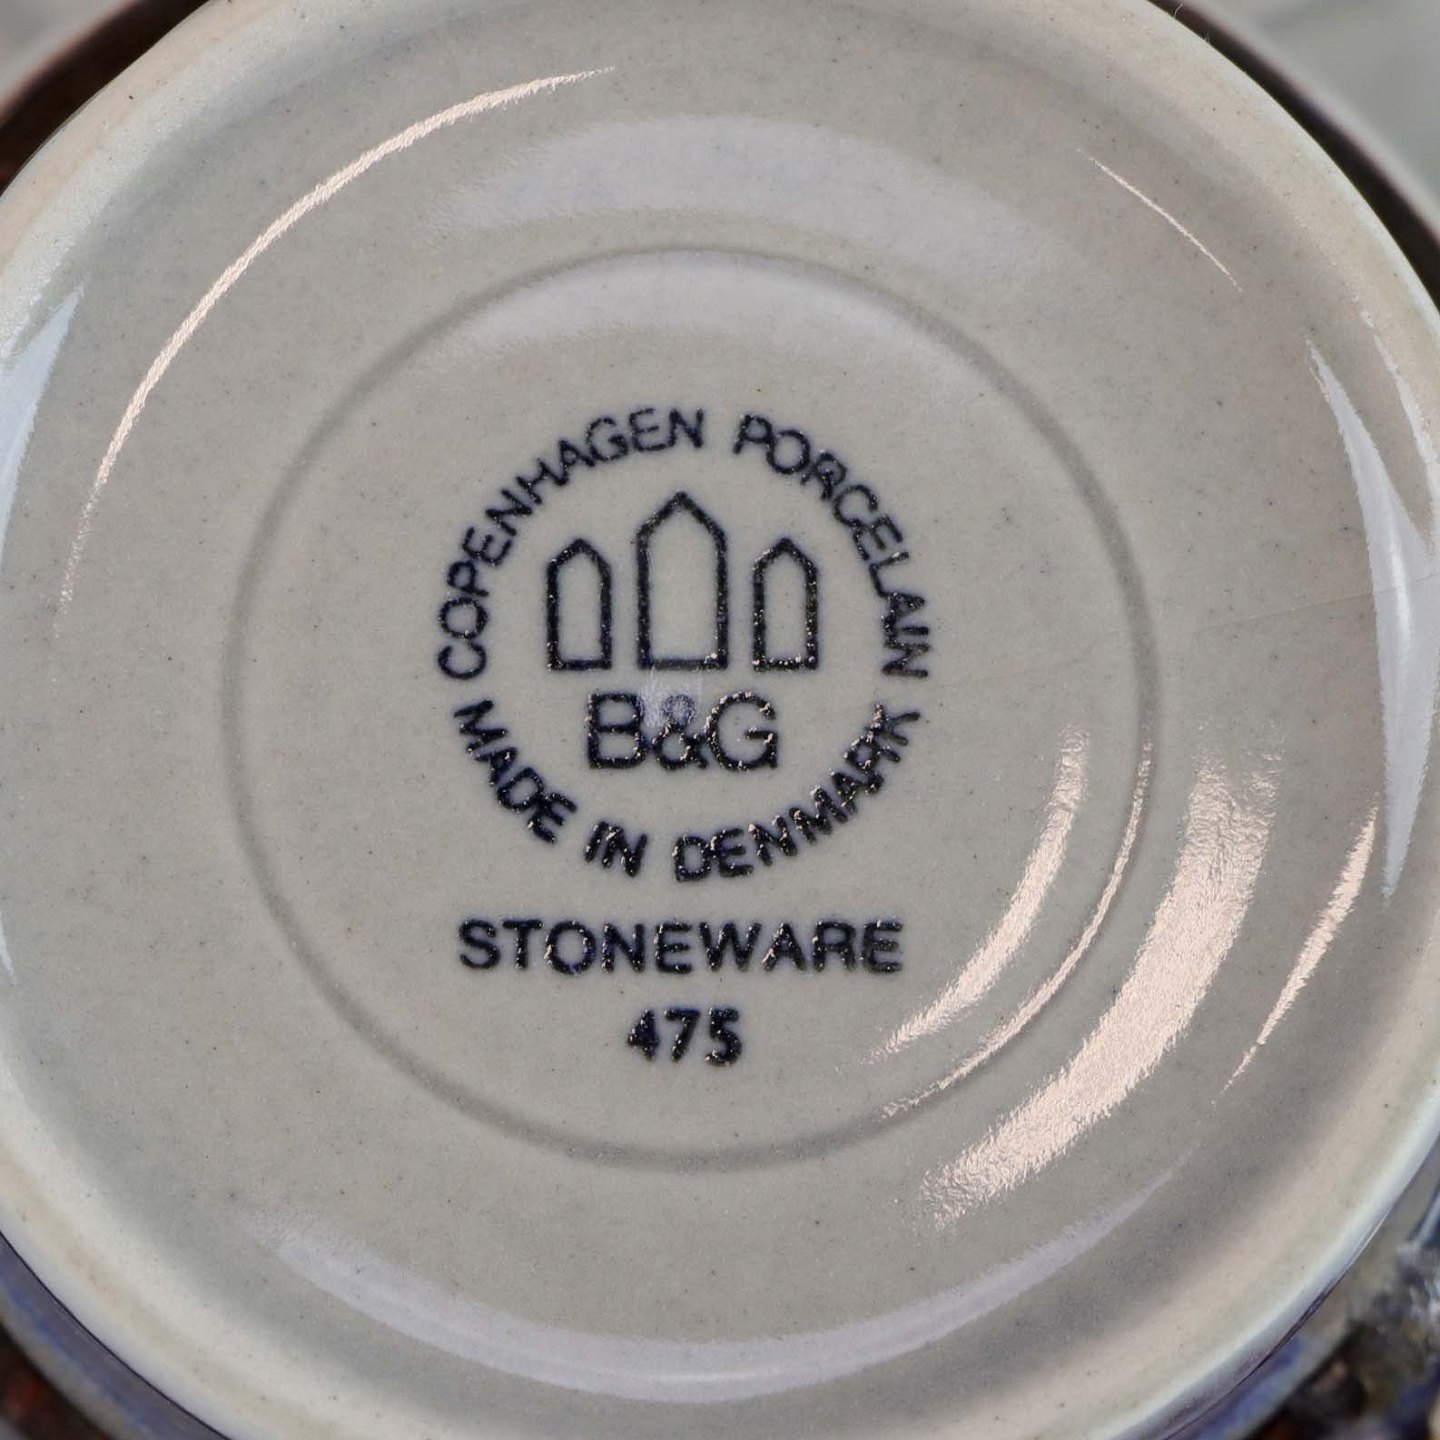 COPENHAGEN PORCELAIN
B&G
MADE IN DENMARK
STONEWARE
475